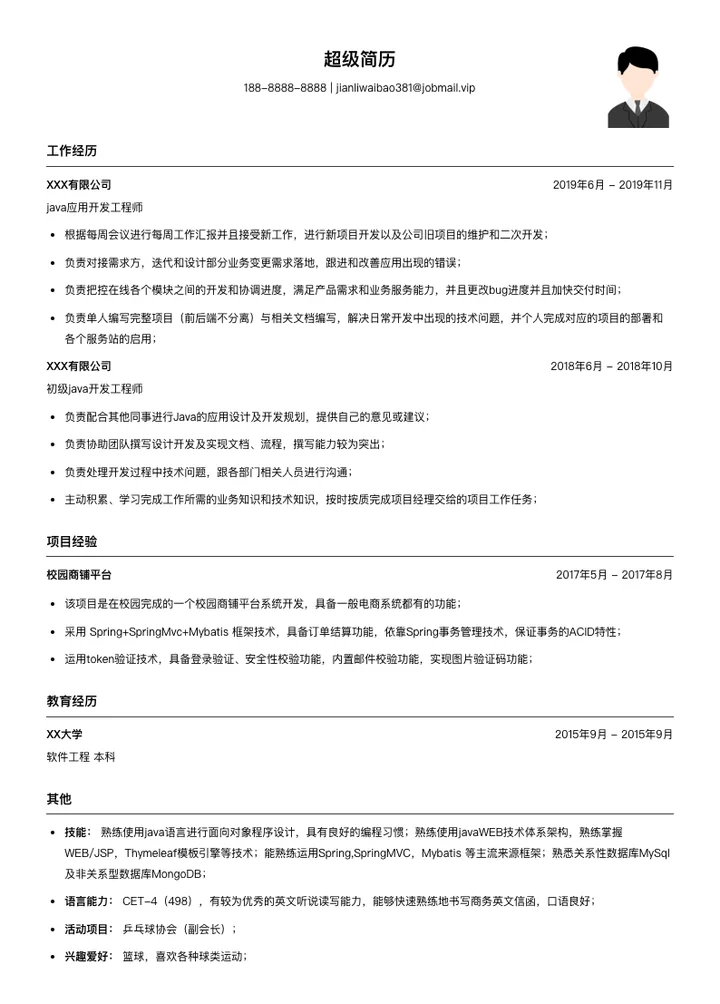 超级简历
188-8888-8888 | jianliwaibao381@jobmail.vip
工作经历
XXX有限公司 2019年6月 – 2019年11月
java应用开发工程师
• 根据每周会议进行每周工作汇报并且接受新工作，进行新项目开发以及公司旧项目的维护和二次开发；
• 负责对接需求方，迭代和设计部分业务变更需求落地，跟进和改善应用出现的错误；
• 负责把控在线各个模块之间的开发和协调进度，满足产品需求和业务服务能力，并且更改bug进度并且加快交付时间；
• 负责单人编写完整项目（前后端不分离）与相关文档编写，解决日常开发中出现的技术问题，并个人完成对应的项目的部署和
各个服务站的启用；
XXX有限公司 2018年6月 – 2018年10月
初级java开发工程师
• 负责配合其他同事进行Java的应用设计及开发规划，提供自己的意见或建议；
• 负责协助团队撰写设计开发及实现文档、流程，撰写能力较为突出；
• 负责处理开发过程中技术问题，跟各部门相关人员进行沟通；
• 主动积累、学习完成工作所需的业务知识和技术知识，按时按质完成项目经理交给的项目工作任务；
项目经验
校园商铺平台 2017年5月 – 2017年8月
• 该项目是在校园完成的一个校园商铺平台系统开发，具备一般电商系统都有的功能；
• 采用 Spring+SpringMvc+Mybatis 框架技术，具备订单结算功能，依靠Spring事务管理技术，保证事务的ACID特性；
• 运用token验证技术，具备登录验证、安全性校验功能，内置邮件校验功能，实现图片验证码功能；
教育经历
XX大学 2015年9月 – 2015年9月
软件工程 本科
其他
• 技能： 熟练使用java语言进行面向对象程序设计，具有良好的编程习惯；熟练使用javaWEB技术体系架构，熟练掌握
WEB/JSP，Thymeleaf模板引擎等技术；能熟练运用Spring,SpringMVC，Mybatis 等主流来源框架；熟悉关系性数据库MySql
及非关系型数据库MongoDB；
• 语言能力： CET-4（498），有较为优秀的英文听说读写能力，能够快速熟练地书写商务英文信函，口语良好；
• 活动项目： 乒乓球协会（副会长）；
• 兴趣爱好： 篮球，喜欢各种球类运动；